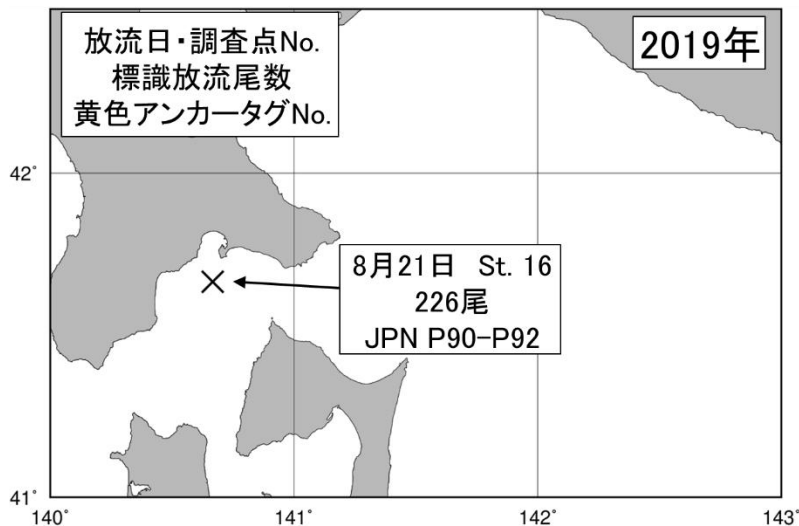 放流日・調査点No.
標識放流尾数
黄色アンカータグNo.
2019年
42˚
8月21日 St. 16
226尾
JPN P90-P92
41˚
140˚
141˚
142˚
143˚